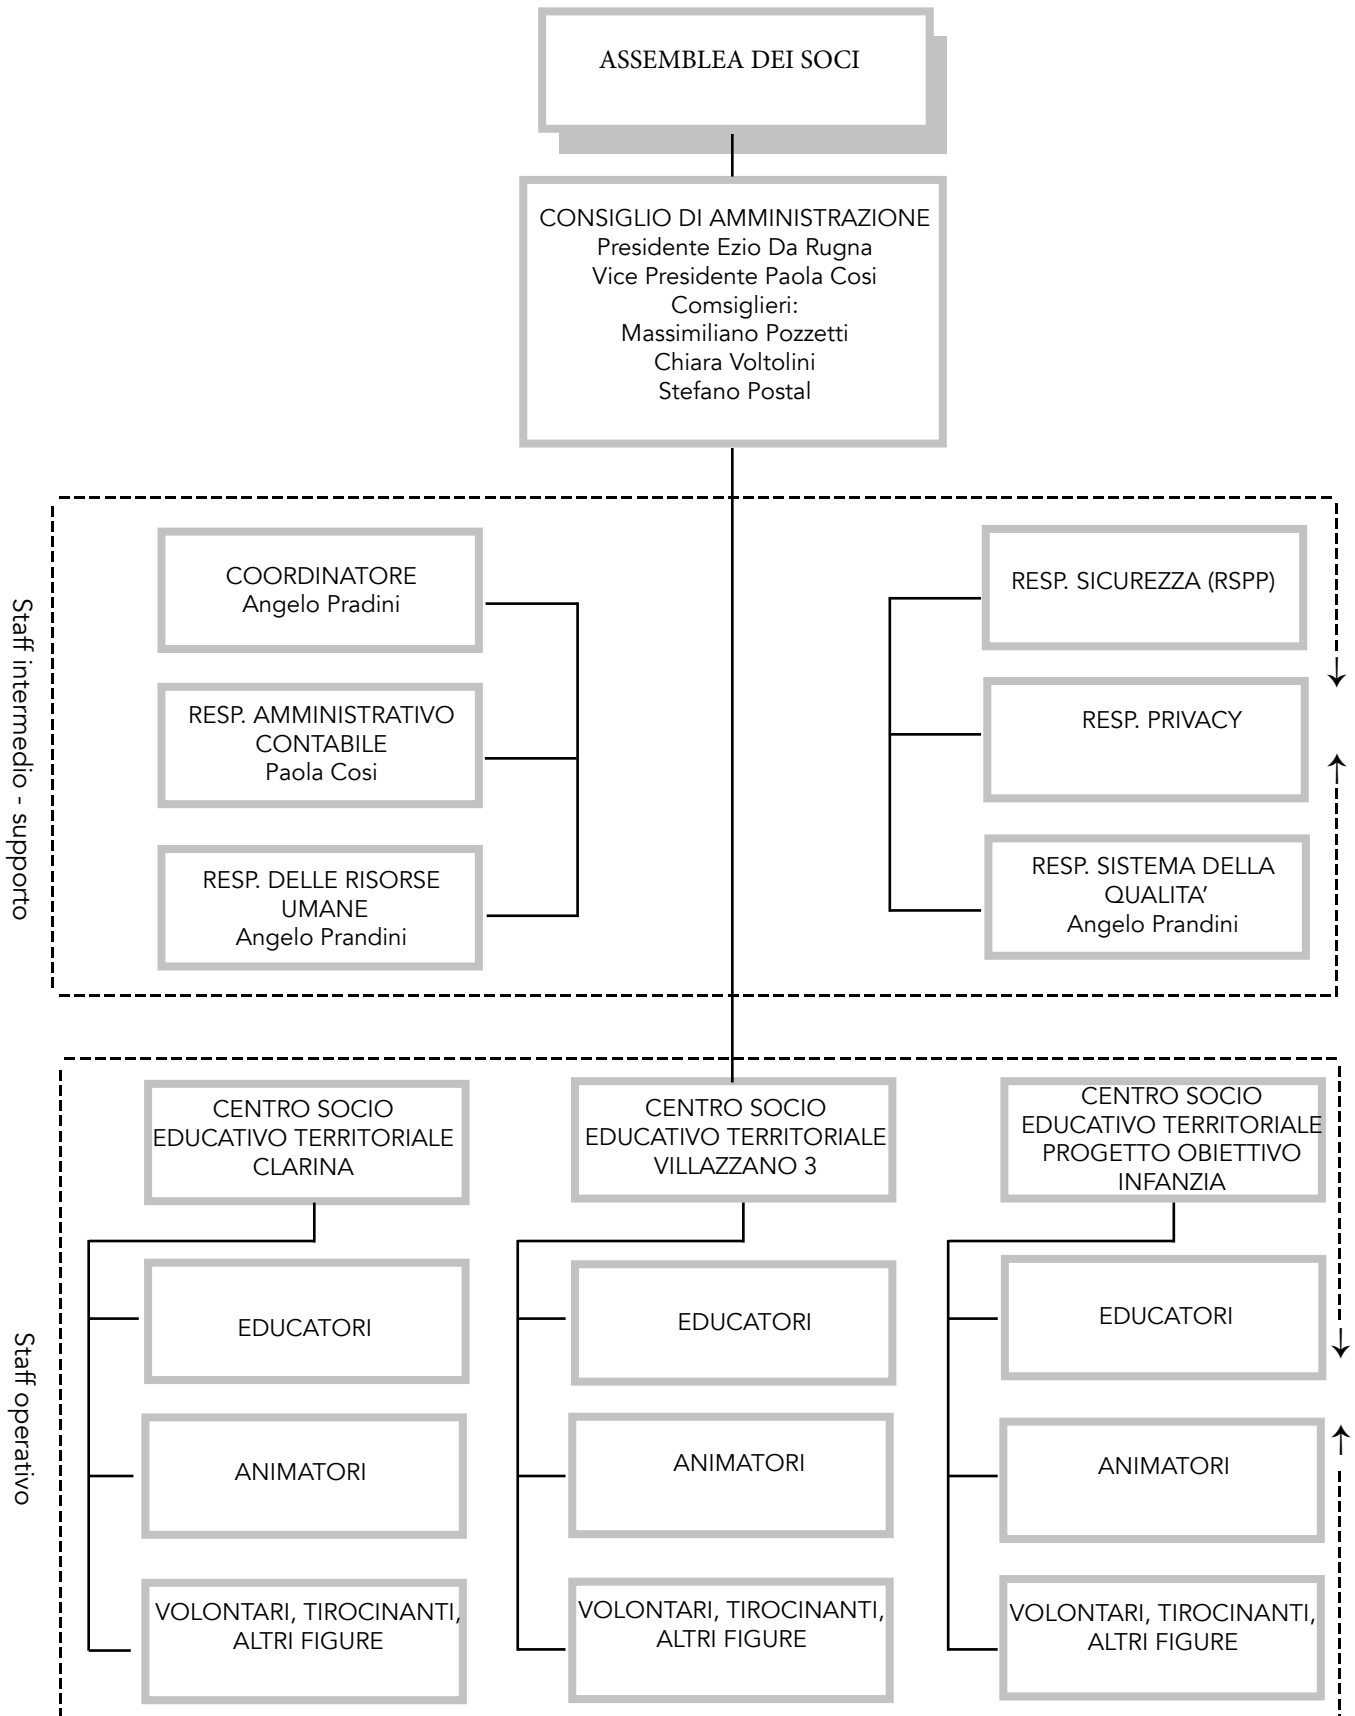 ASSEMBLEA DEI SOCI
CONSIGLIO DI AMMINISTRAZIONE
Presidente Ezio Da Rugna
Vice Presidente Paola Cosi
Comsiglieri:
Massimiliano Pozzetti
Chiara Voltolini
Stefano Postal
Staff intermedio - supporto
COORDINATORE
Angelo Pradini
RESP. AMMINISTRATIVO
CONTABILE
Paola Cosi
RESP. DELLE RISORSE
UMANE
Angelo Prandini
RESP. SICUREZZA (RSPP)
RESP. PRIVACY
RESP. SISTEMA DELLA
QUALITA’
Angelo Prandini
Staff operativo
CENTRO SOCIO
EDUCATIVO TERRITORIALE
CLARINA
EDUCATORI
ANIMATORI
VOLONTARI, TIROCINANTI,
ALTRI FIGURE
CENTRO SOCIO
EDUCATIVO TERRITORIALE
VILLAZZANO 3
EDUCATORI
ANIMATORI
VOLONTARI, TIROCINANTI,
ALTRI FIGURE
CENTRO SOCIO
EDUCATIVO TERRITORIALE
PROGETTO OBIETTIVO
INFANZIA
EDUCATORI
ANIMATORI
VOLONTARI, TIROCINANTI,
ALTRI FIGURE